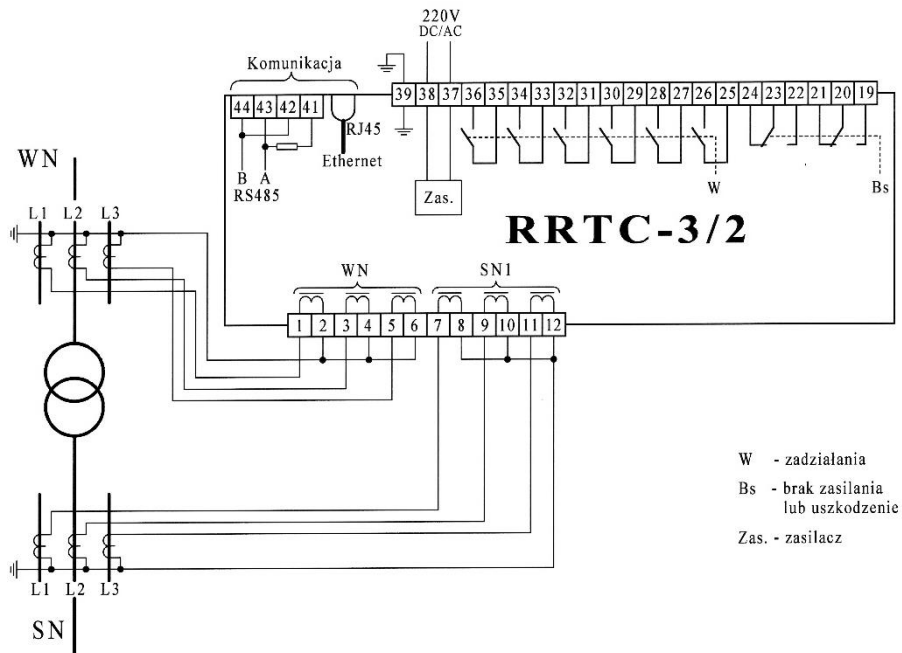 220V
DC/AC
Komunikacja
44 43 42 41
RJ45
Ethernet
B A
RS485
39 38 37 36 35 34 33 32 31 30 29 28 27 26 25 24 23 22 21 20 19
Zas.
W
Bs
RRTC-3/2
WN
L1 L2 L3
WN
SN1
1 2 3 4 5 6 7 8 9 10 11 12
W - zadziałania
Bs - brak zasilania
lub uszkodzenie
Zas. - zasilacz
L1 L2 L3
SN